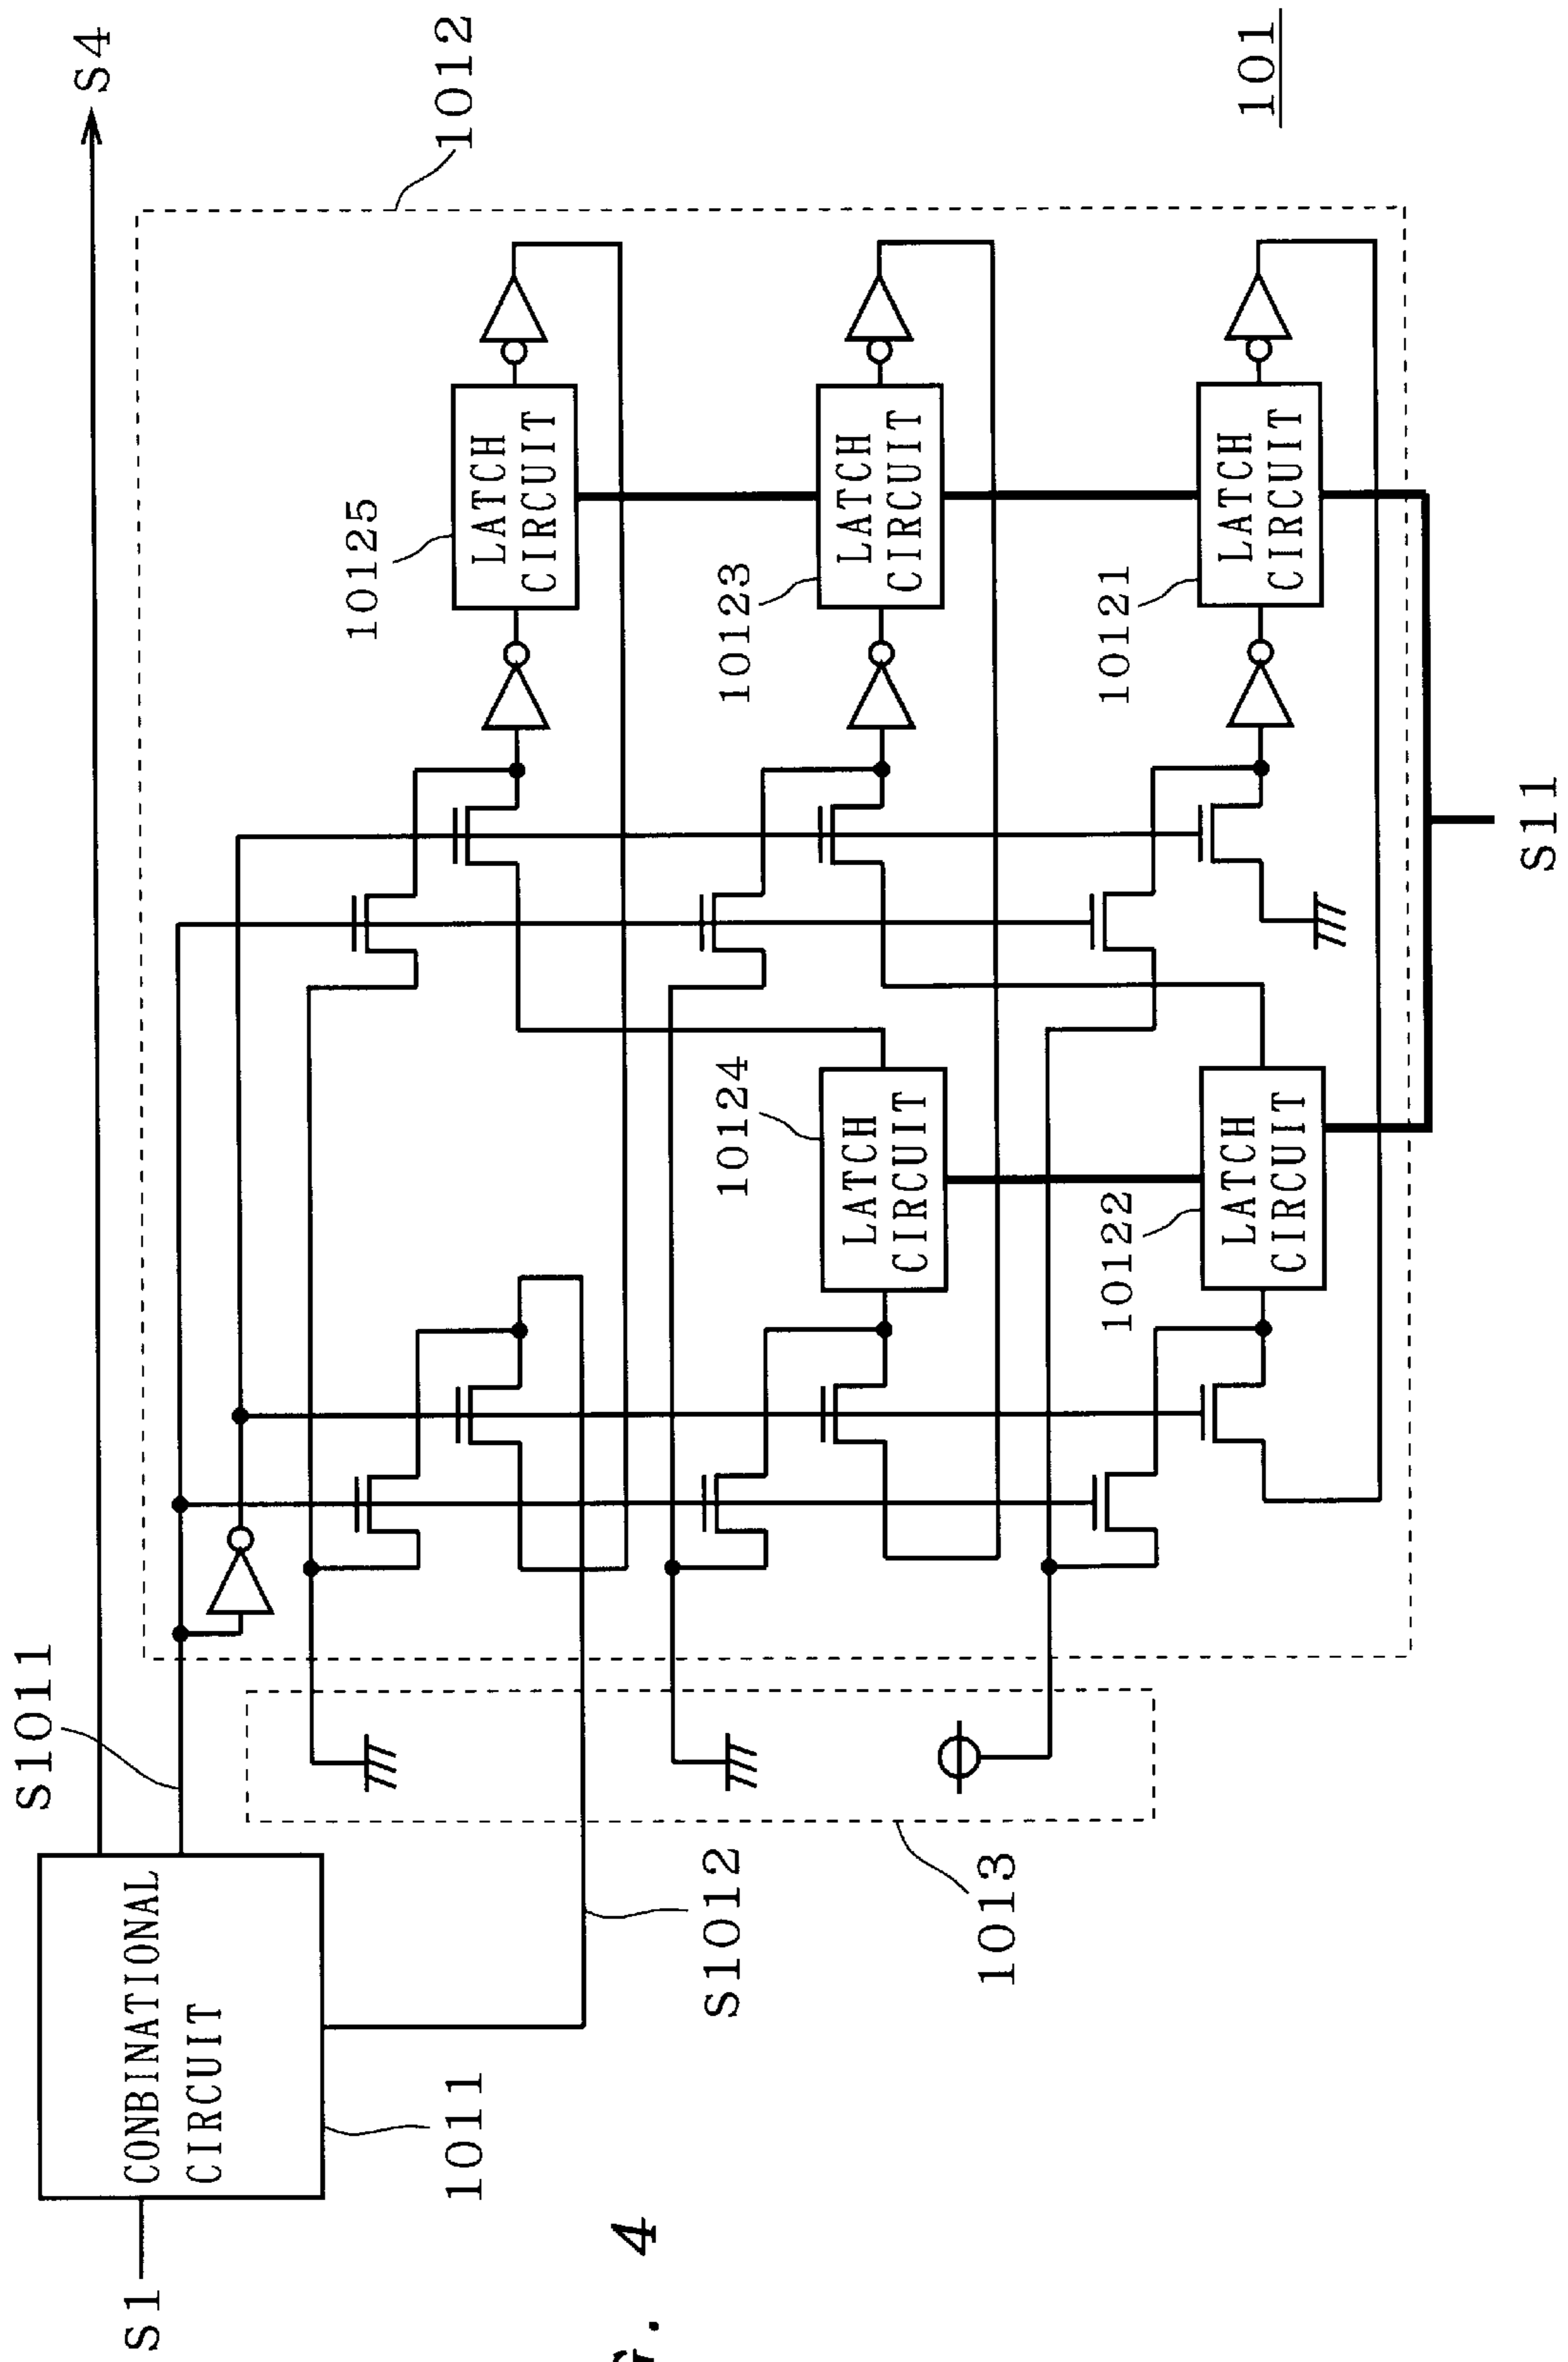 S4
1012
101
S1011
CONBINATIONAL
CIRCUIT
S1
1011
S1012
1013
10125
LATCH
CIRCUIT
10123
LATCH
CIRCUIT
10121
LATCH
CIRCUIT
10124
LATCH
CIRCUIT
10122
LATCH
CIRCUIT
S11
4